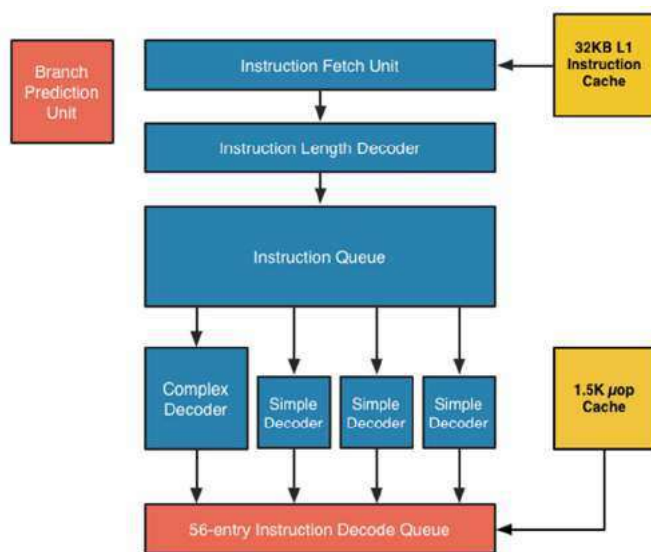 Branch
Prediction
Unit
Instruction Fetch Unit
32KB L1
Instruction
Cache
Instruction Length Decoder
Instruction Queue
Complex
Decoder
Simple
Decoder
Simple
Decoder
Simple
Decoder
1.5K µop
Cache
56-entry Instruction Decode Queue